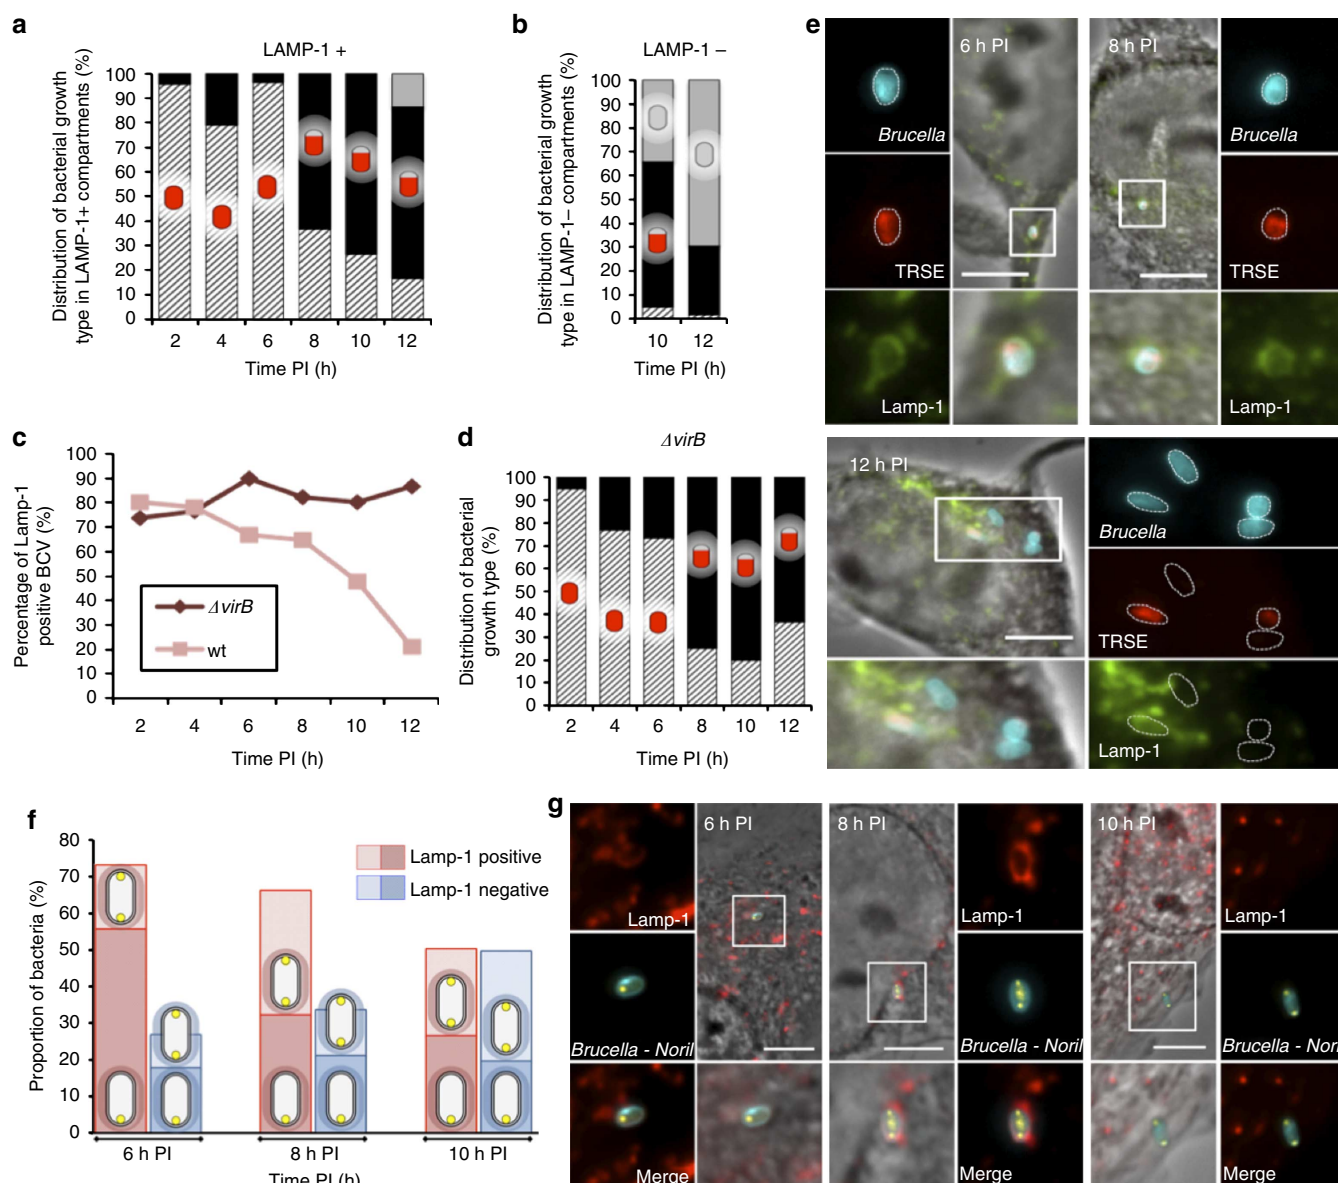 a
LAMP-1 +
Distribution of bacterial growth
type in LAMP-1+ compartments (%)
100
90
80
70
60
50
40
30
20
10
0
2 4 6 8 10 12
Time PI (h)
b
LAMP-1 –
Distribution of bacterial growth
type in LAMP-1– compartments (%)
100
90
80
70
60
50
40
30
20
10
0
10 12
Time PI (h)
c
Percentage of Lamp-1
positive BCV (%)
100
90
80
70
60
50
40
30
20
10
0
ΔvirB
wt
2 4 6 8 10 12
Time PI (h)
d
ΔvirB
Distribution of bacterial
growth type (%)
100
90
80
70
60
50
40
30
20
10
0
2 4 6 8 10 12
Time PI (h)
e
6 h PI
8 h PI
Brucella
Brucella
TRSE
TRSE
Lamp-1
Lamp-1
12 h PI
Brucella
TRSE
Lamp-1
f
Proportion of bacteria (%)
80
70
60
50
40
30
20
10
0
Lamp-1 positive
Lamp-1 negative
6 h PI 8 h PI 10 h PI
Time PI (h)
g
6 h PI
8 h PI
10 h PI
Lamp-1
Lamp-1
Lamp-1
Brucella - Noril
Brucella - Noril
Brucella - Noril
Merge
Merge
Merge